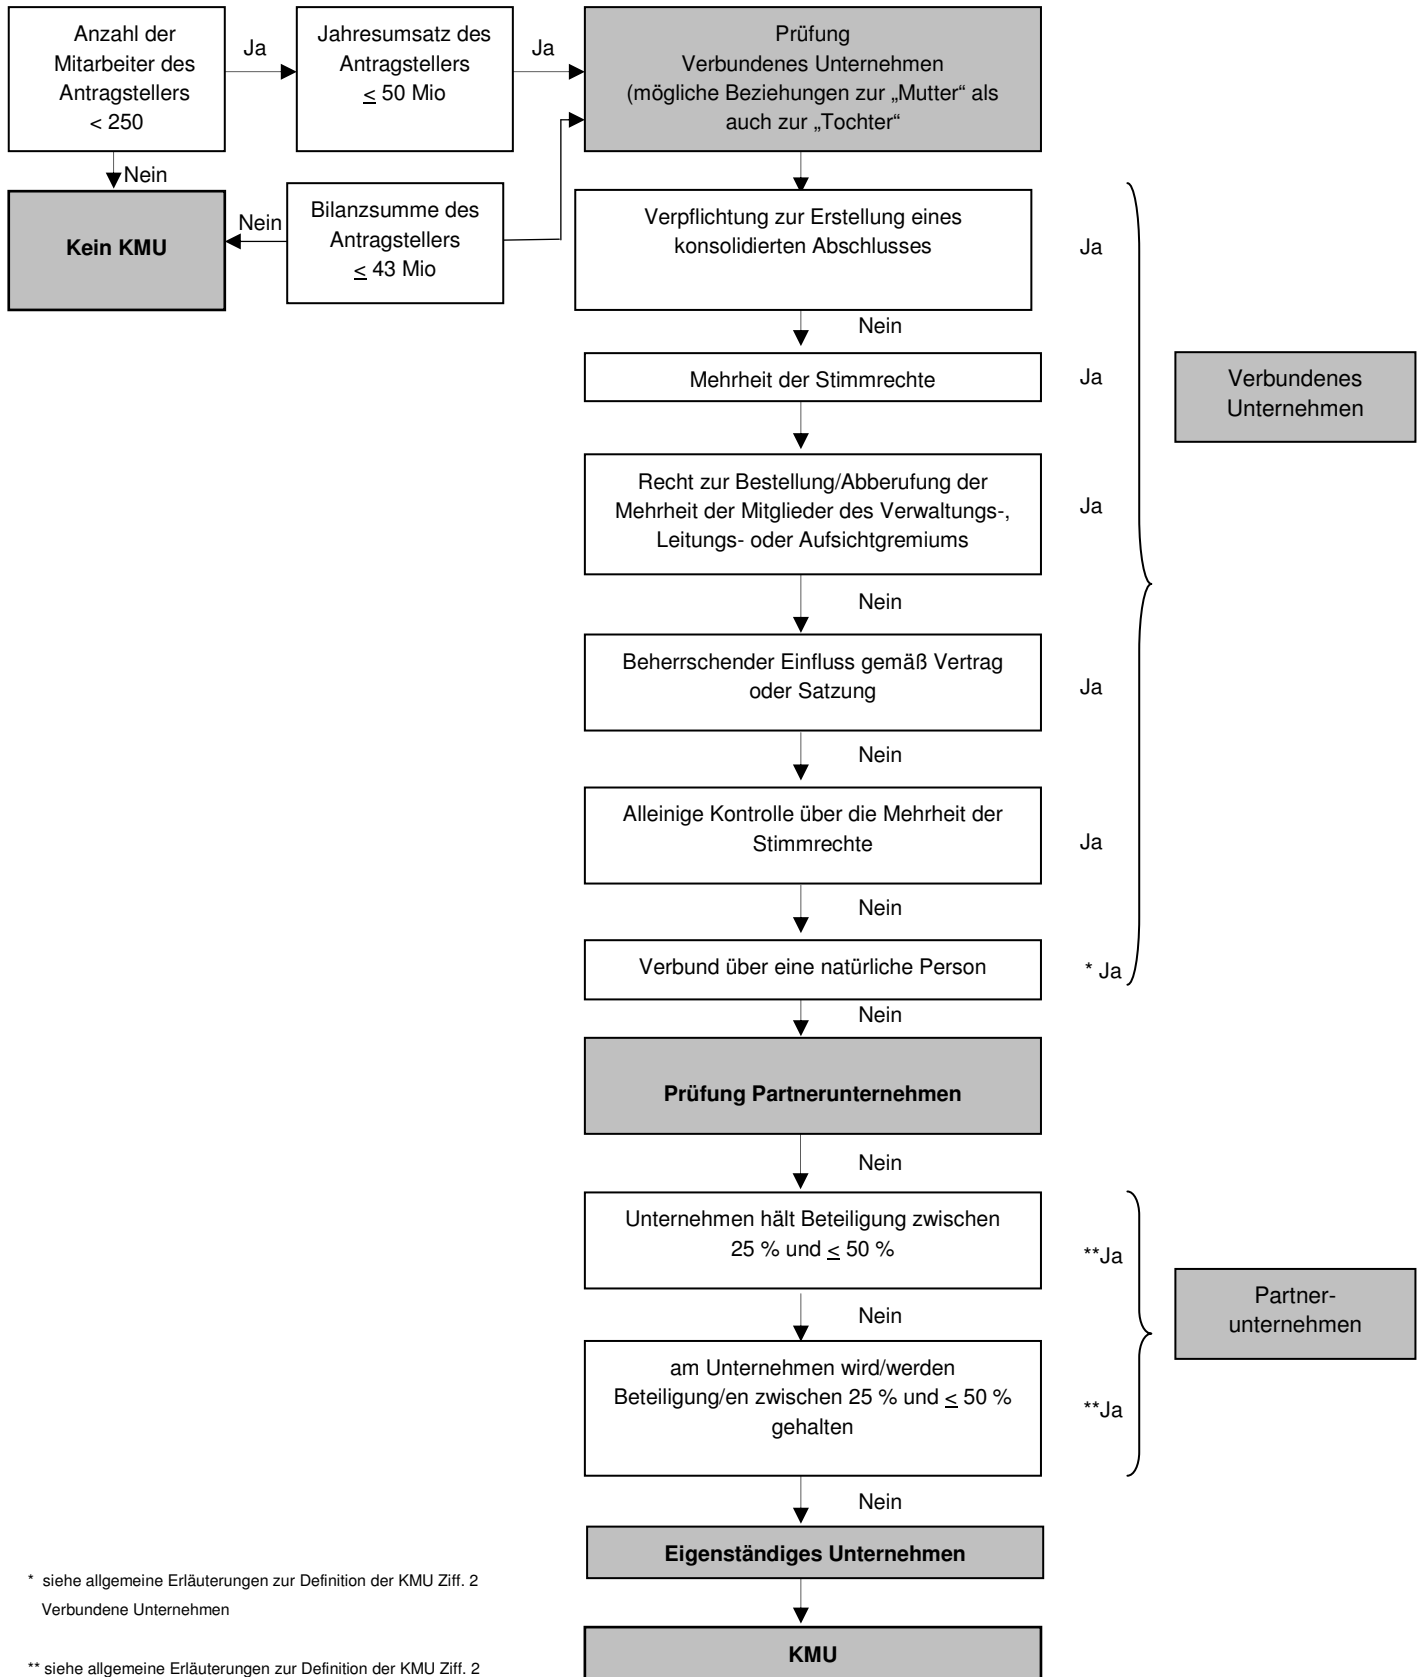 Anzahl der
Mitarbeiter des
Antragstellers
< 250
Ja
Jahresumsatz des
Antragstellers
≤ 50 Mio
Ja
Prüfung
Verbundenes Unternehmen
(mögliche Beziehungen zur „Mutter“ als
auch zur „Tochter“
Nein
Kein KMU
Nein
Bilanzsumme des
Antragstellers
≤ 43 Mio
Verpflichtung zur Erstellung eines
konsolidierten Abschlusses
Ja
Nein
Mehrheit der Stimmrechte
Ja
Verbundenes
Unternehmen
Recht zur Bestellung/Abberufung der
Mehrheit der Mitglieder des Verwaltungs-,
Leitungs- oder Aufsichtgremiums
Ja
Nein
Beherrschender Einfluss gemäß Vertrag
oder Satzung
Ja
Nein
Alleinige Kontrolle über die Mehrheit der
Stimmrechte
Ja
Nein
Verbund über eine natürliche Person
* Ja
Nein
Prüfung Partnerunternehmen
Nein
Unternehmen hält Beteiligung zwischen
25 % und ≤ 50 %
**Ja
Nein
Partner-
unternehmen
am Unternehmen wird/werden
Beteiligung/en zwischen 25 % und ≤ 50 %
gehalten
**Ja
Nein
Eigenständiges Unternehmen
* siehe allgemeine Erläuterungen zur Definition der KMU Ziff. 2
Verbundene Unternehmen
KMU
** siehe allgemeine Erläuterungen zur Definition der KMU Ziff. 2